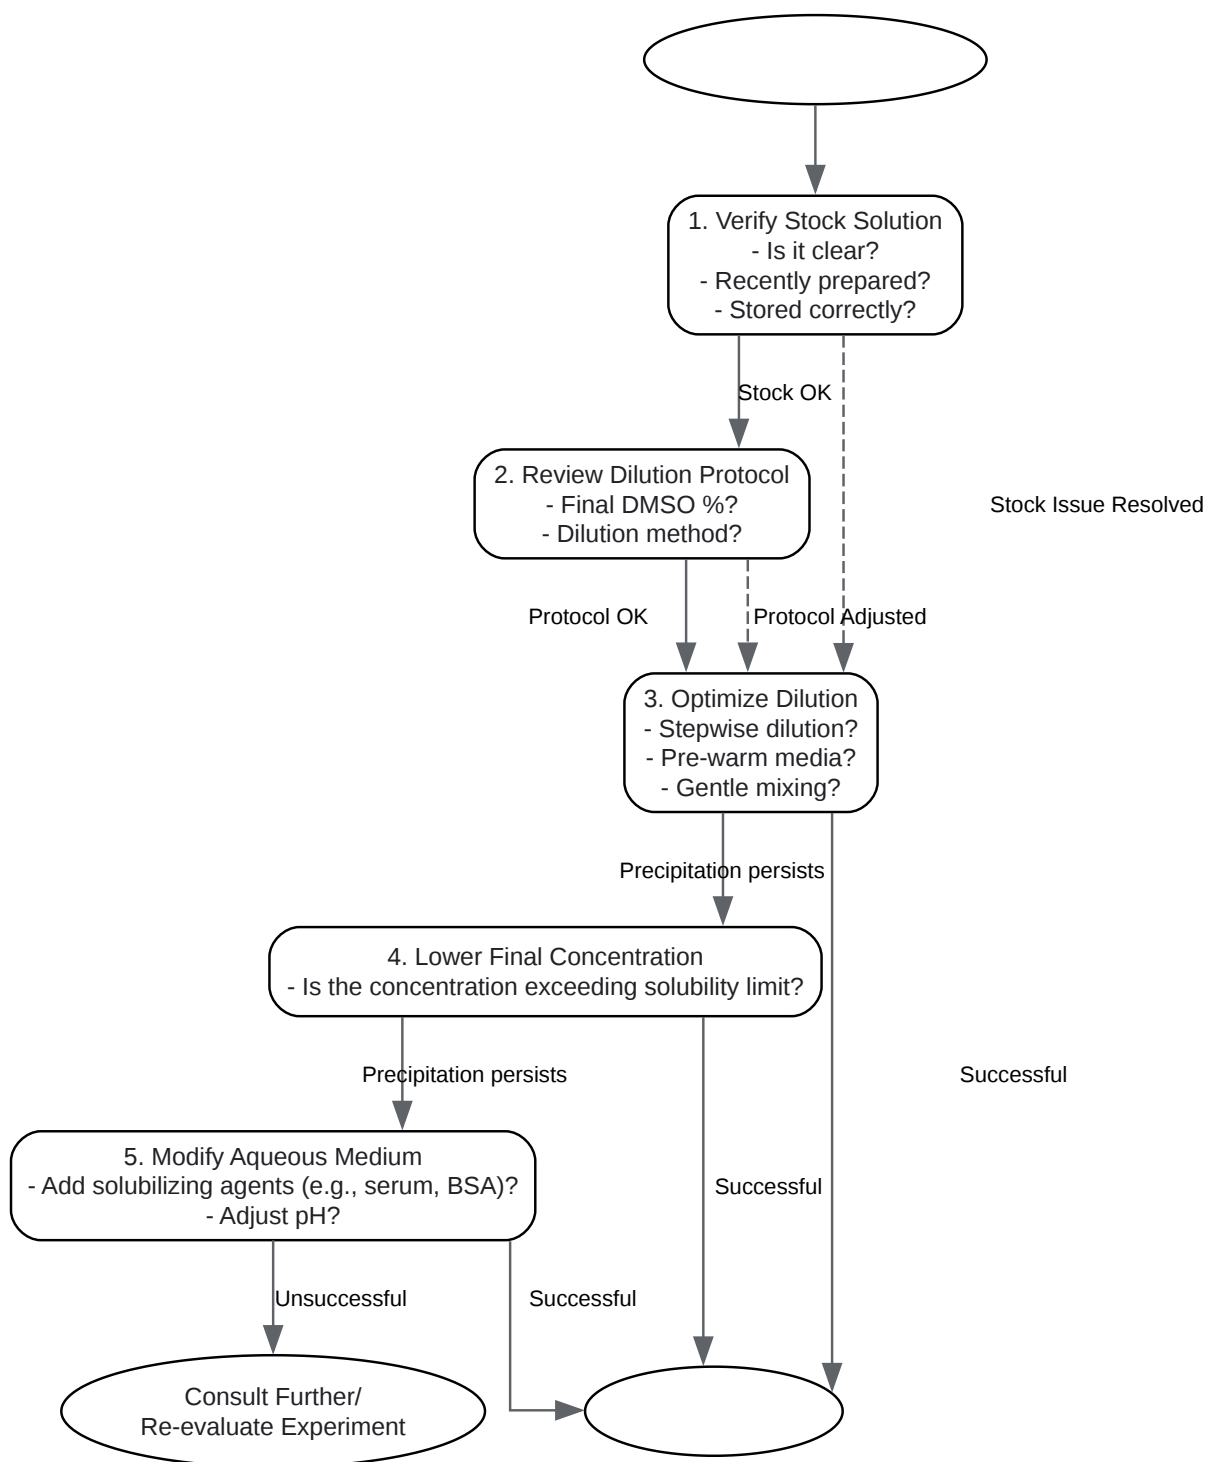 1. Verify Stock Solution
- Is it clear?
- Recently prepared?
- Stored correctly?
Stock OK
2. Review Dilution Protocol
- Final DMSO %?
- Dilution method?
Stock Issue Resolved
Protocol OK
Protocol Adjusted
3. Optimize Dilution
- Stepwise dilution?
- Pre-warm media?
- Gentle mixing?
Precipitation persists
4. Lower Final Concentration
- Is the concentration exceeding solubility limit?
Precipitation persists
Successful
5. Modify Aqueous Medium
- Add solubilizing agents (e.g., serum, BSA)?
- Adjust pH?
Successful
Unsuccessful
Successful
Consult Further/
Re-evaluate Experiment